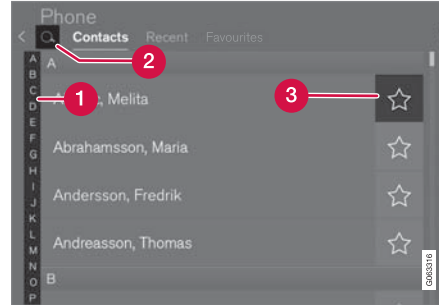 Phone
Contacts Recent Favourites
2
A
B
C
D
E
F
G
H
I
J
K
L
M
N
O
P
A
1
, Melita
3
Abrahamsson, Maria
Andersson, Fredrik
Andreasson, Thomas
B
G063316